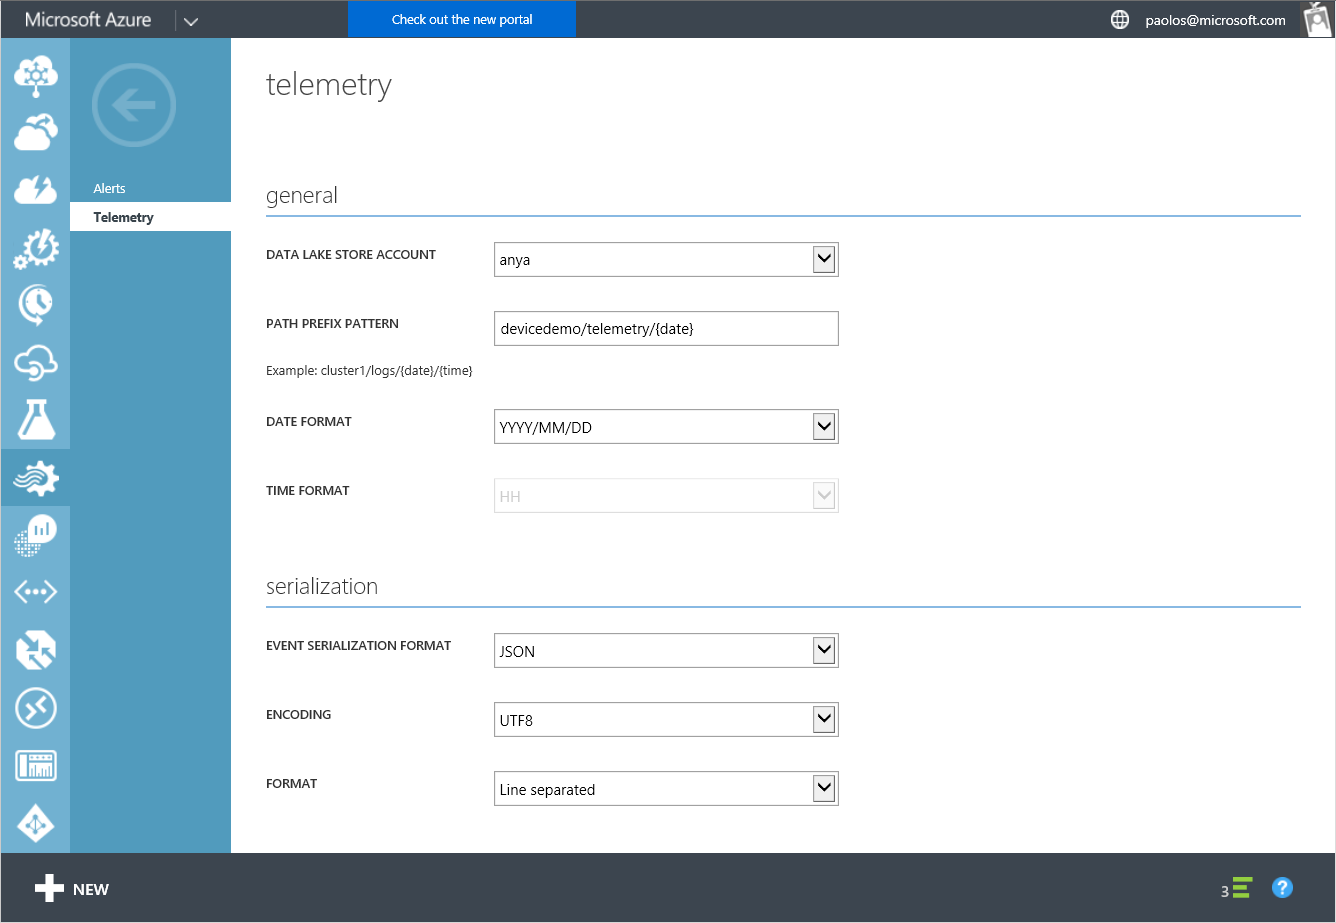 Microsoft Azure
Check out the new portal
paolos@microsoft.com
Alerts
Telemetry
telemetry
general
DATA LAKE STORE ACCOUNT
anya
PATH PREFIX PATTERN
devicedemo/telemetry/{date}
Example: cluster1/logs/{date}/{time}
DATE FORMAT
YYYY/MM/DD
TIME FORMAT
HH
serialization
EVENT SERIALIZATION FORMAT
JSON
ENCODING
UTF8
FORMAT
Line separated
NEW
3
?